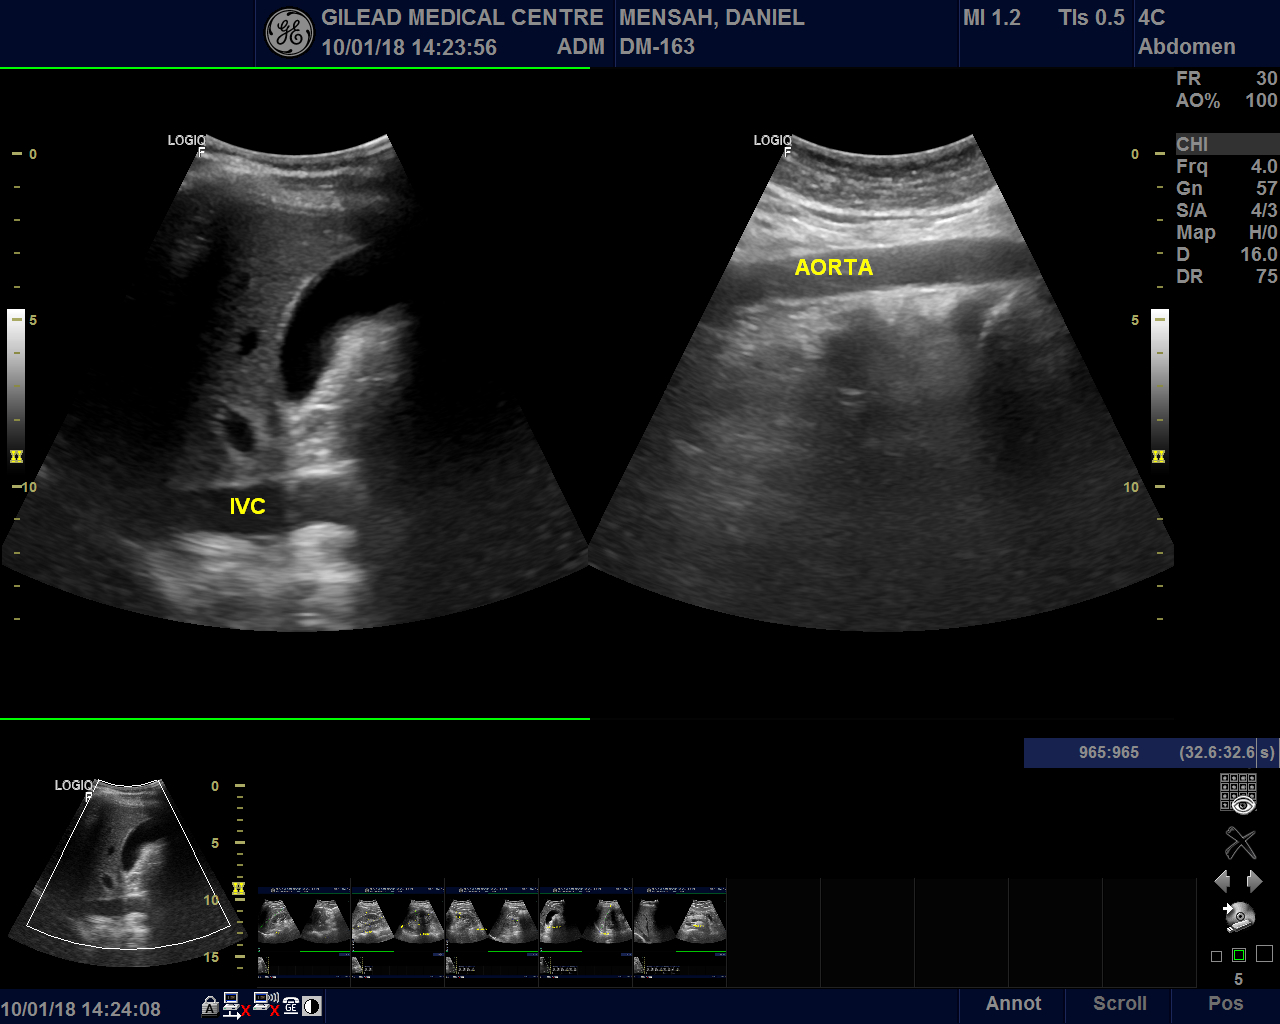 GILEAD MEDICAL CENTRE
10/01/18 14:23:56 ADM
MENSAH, DANIEL
DM-163
MI 1.2 TIs 0.5
4C
Abdomen
FR 30
AO% 100
CHI
Frq 4.0
Gn 57
S/A 4/3
Map H/0
D 16.0
DR 75
LOGIQ
F
0
5
10
IVC
LOGIQ
F
0
5
10
AORTA
965:965 (32.6:32.6 s)
LOGIQ
F
0
5
10
15
5
10/01/18 14:24:08
GE
Annot Scroll Pos